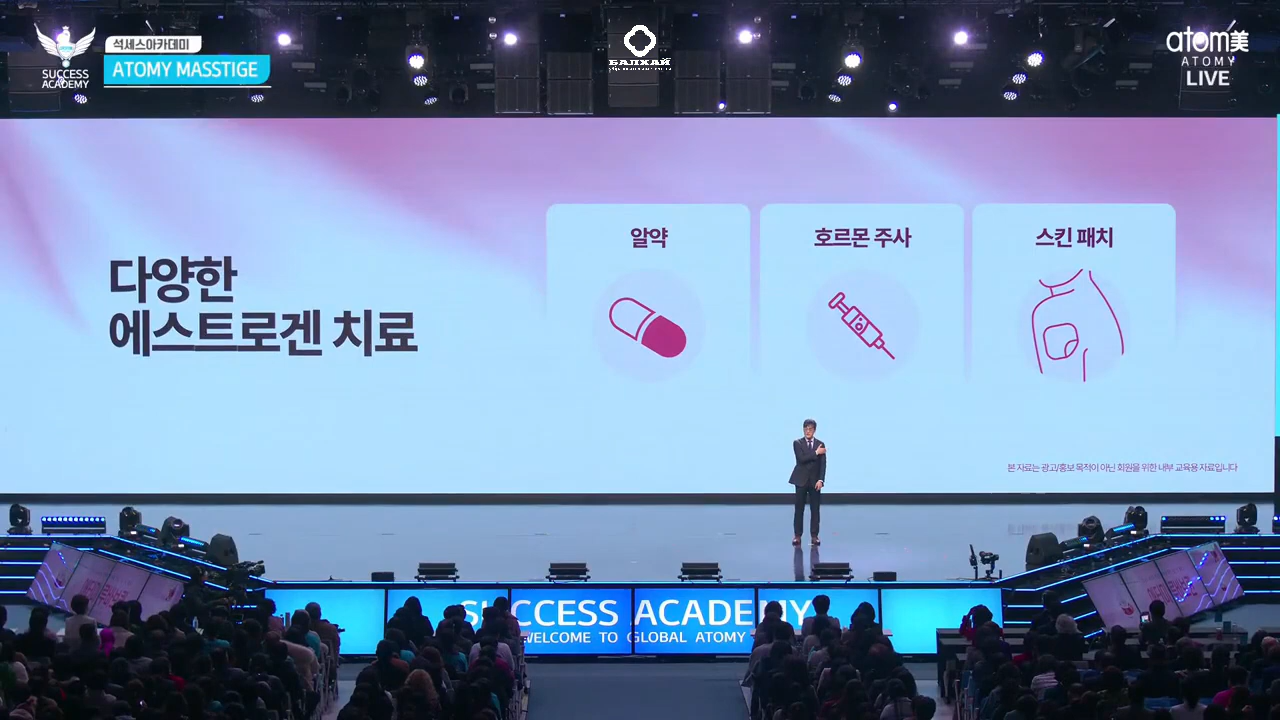 석세스아카데미
ATOMY MASSTIGE
SUCCESS
ACADEMY
БАЛХАЙ
atom美
ATOMY
LIVE
다양한
에스트로겐 치료
알약
호르몬 주사
스킨 패치
본 자료는 광고/홍보 목적이 아닌 회원을 위한 내부 교육용 자료입니다
SUCCESS ACADEMY
WELCOME TO GLOBAL ATOMY